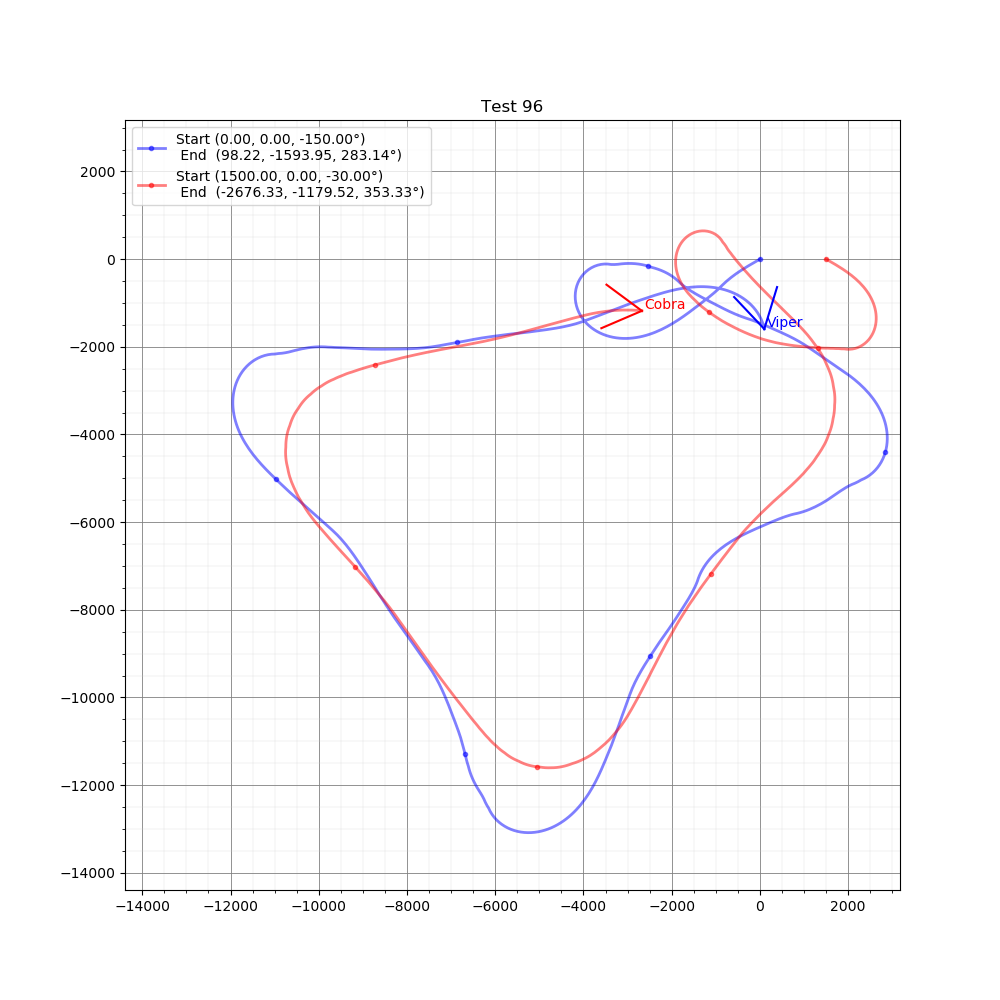 Test 96
Start (0.00, 0.00, -150.00°)
End (98.22, -1593.95, 283.14°)
Start (1500.00, 0.00, -30.00°)
End (-2676.33, -1179.52, 353.33°)
2000
0
Cobra
Viper
−2000
−4000
−6000
−8000
−10000
−12000
−14000
−14000 −12000 −10000 −8000 −6000 −4000 −2000 0 2000